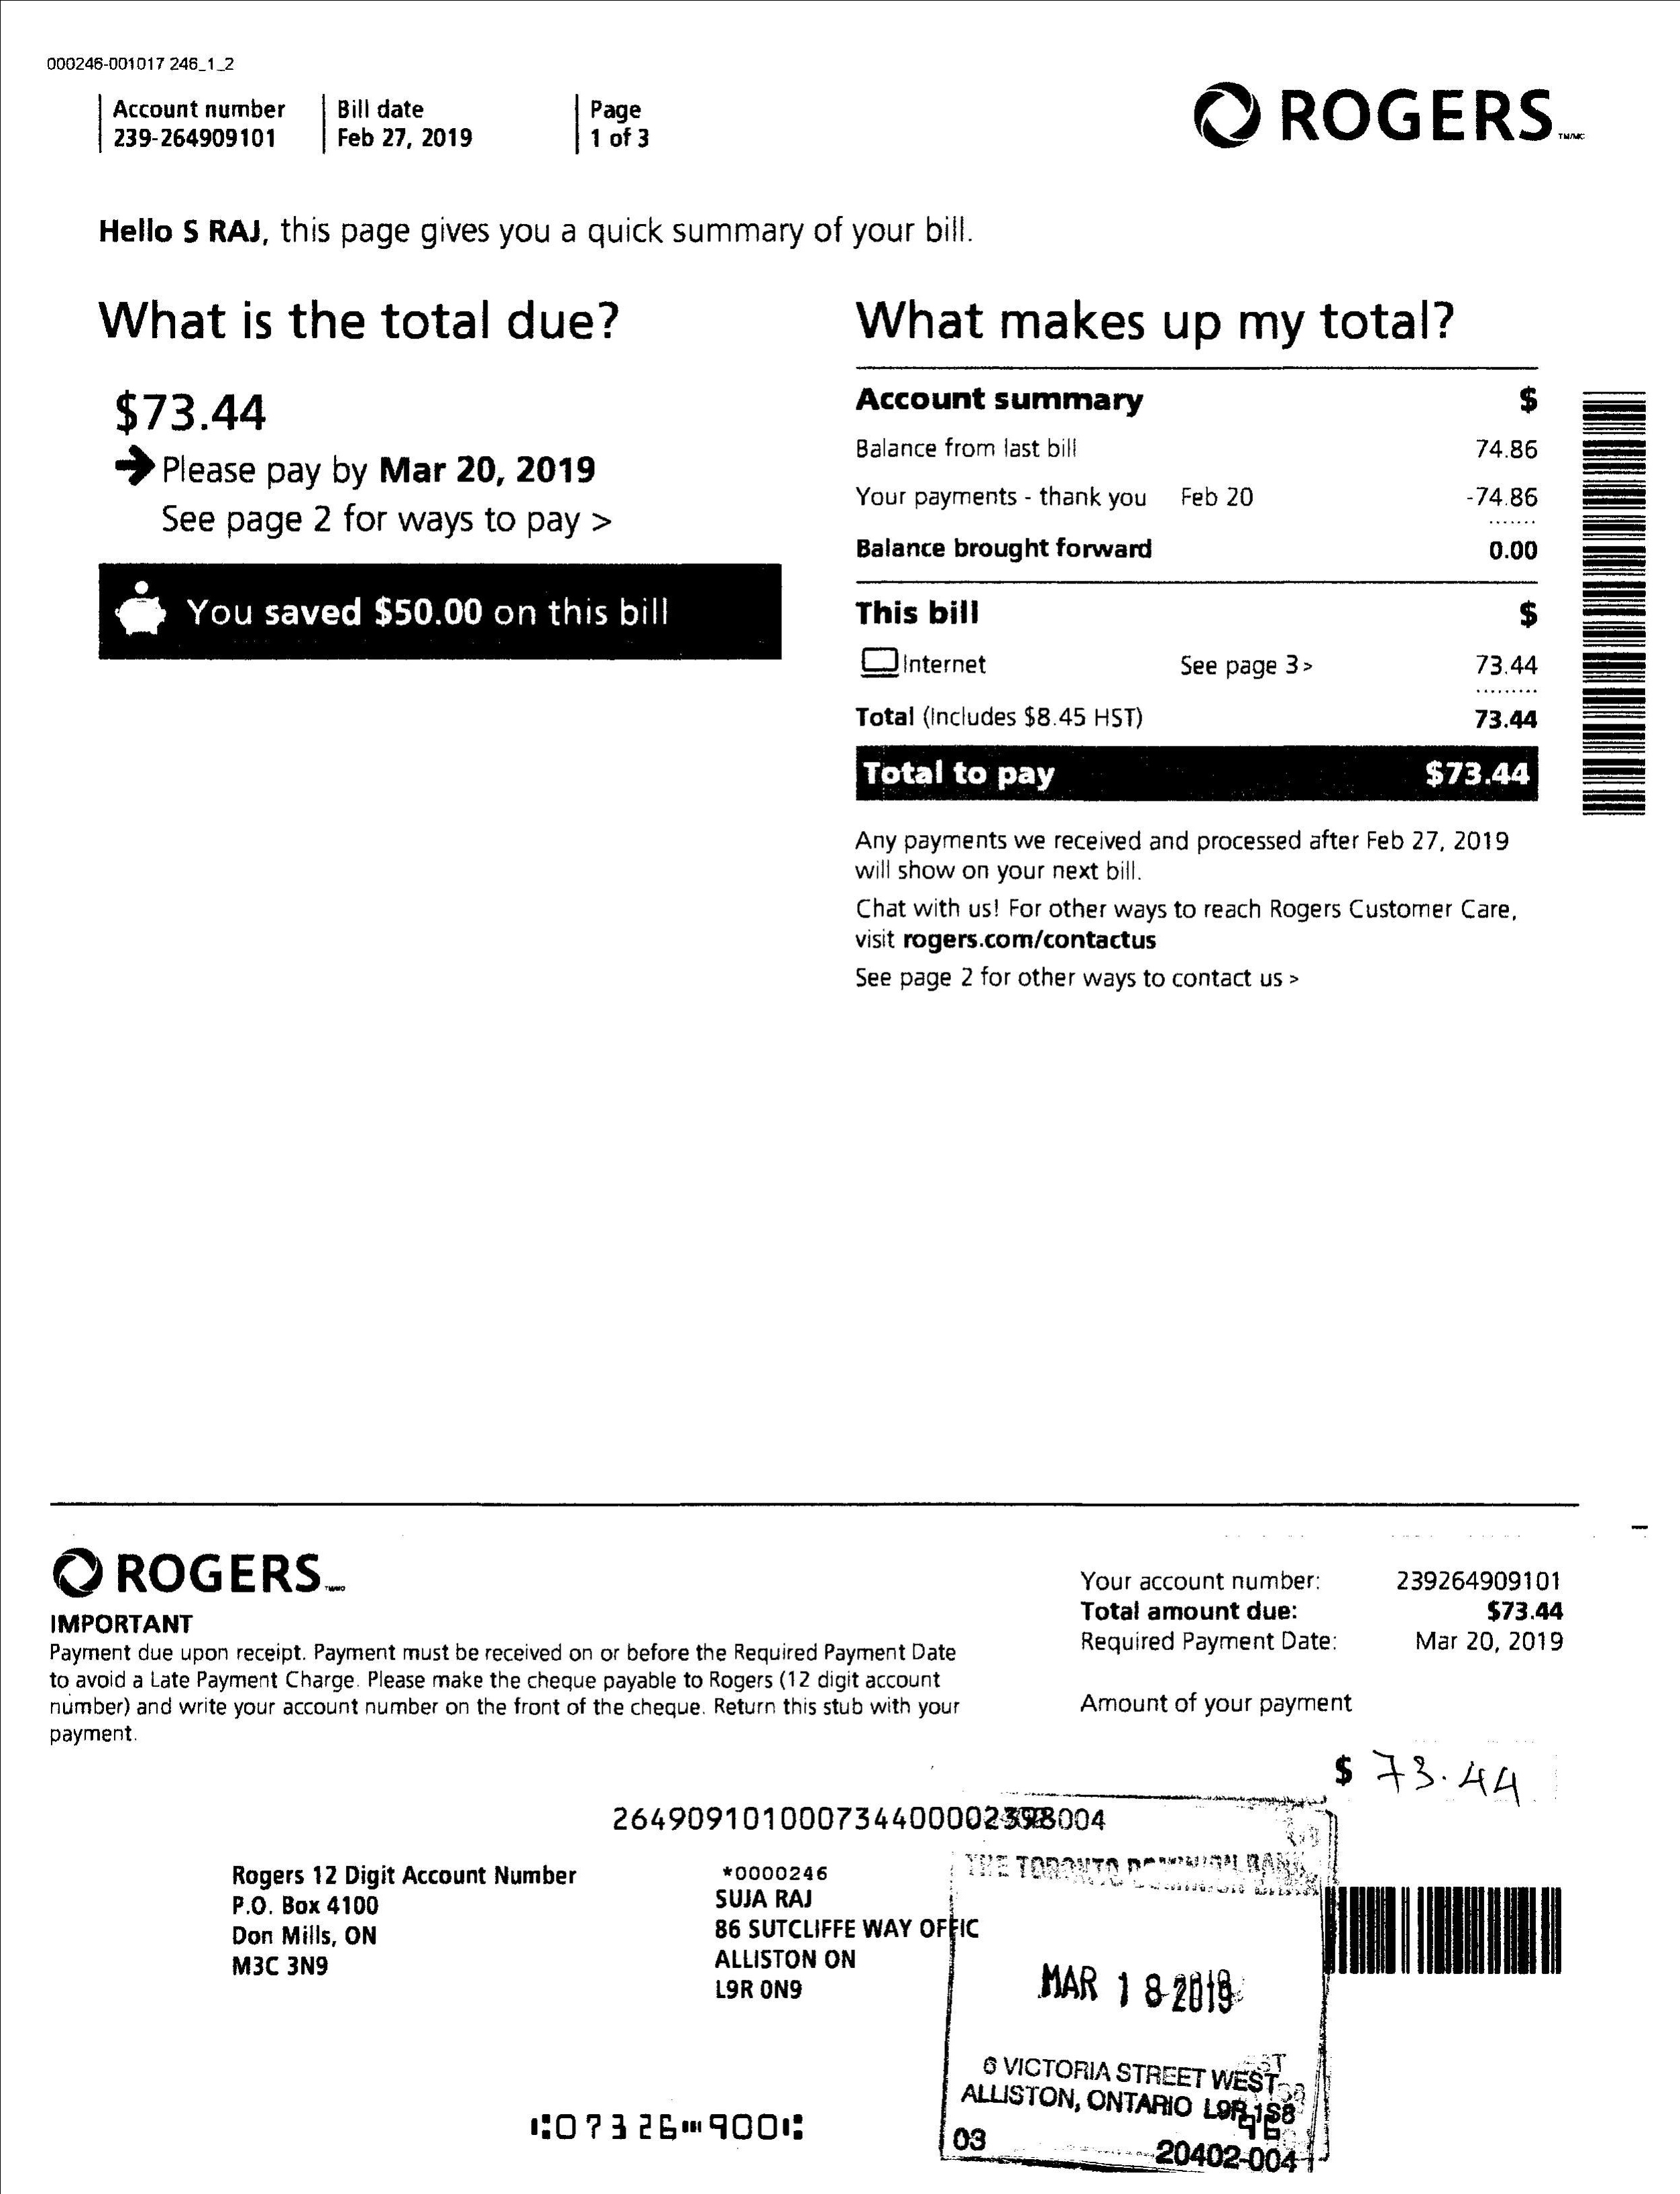 000246-001017 246_1_2
Account number
239-264909101
Bill date
Feb 27, 2019
Page
1 of 3
ROGERS TM/MC
Hello S RAJ, this page gives you a quick summary of your bill.
What is the total due?
$73.44
Please pay by Mar 20, 2019
See page 2 for ways to pay >
You saved $50.00 on this bill
What makes up my total?
Account summary $
Balance from last bill 74.86
Your payments - thank you Feb 20 -74.86
Balance brought forward 0.00
This bill $
Internet See page 3 > 73.44
Total (Includes $8.45 HST) 73.44
Total to pay $73.44
Any payments we received and processed after Feb 27, 2019
will show on your next bill.
Chat with us! For other ways to reach Rogers Customer Care,
visit rogers.com/contactus
See page 2 for other ways to contact us >
ROGERS
IMPORTANT
Payment due upon receipt. Payment must be received on or before the Required Payment Date
to avoid a Late Payment Charge. Please make the cheque payable to Rogers (12 digit account
number) and write your account number on the front of the cheque. Return this stub with your
payment.
Your account number: 239264909101
Total amount due: $73.44
Required Payment Date: Mar 20, 2019
Amount of your payment
$ 73.44
Rogers 12 Digit Account Number
P.O. Box 4100
Don Mills, ON
M3C 3N9
*0000246
SUJA RAJ
86 SUTCLIFFE WAY OFFIC
ALLISTON ON
L9R 0N9
THE TORONTO DOMINION BANK
MAR 18 2019
6 VICTORIA STREET WEST
ALLISTON, ONTARIO L9R 1S8
03 20402-004
07326 900